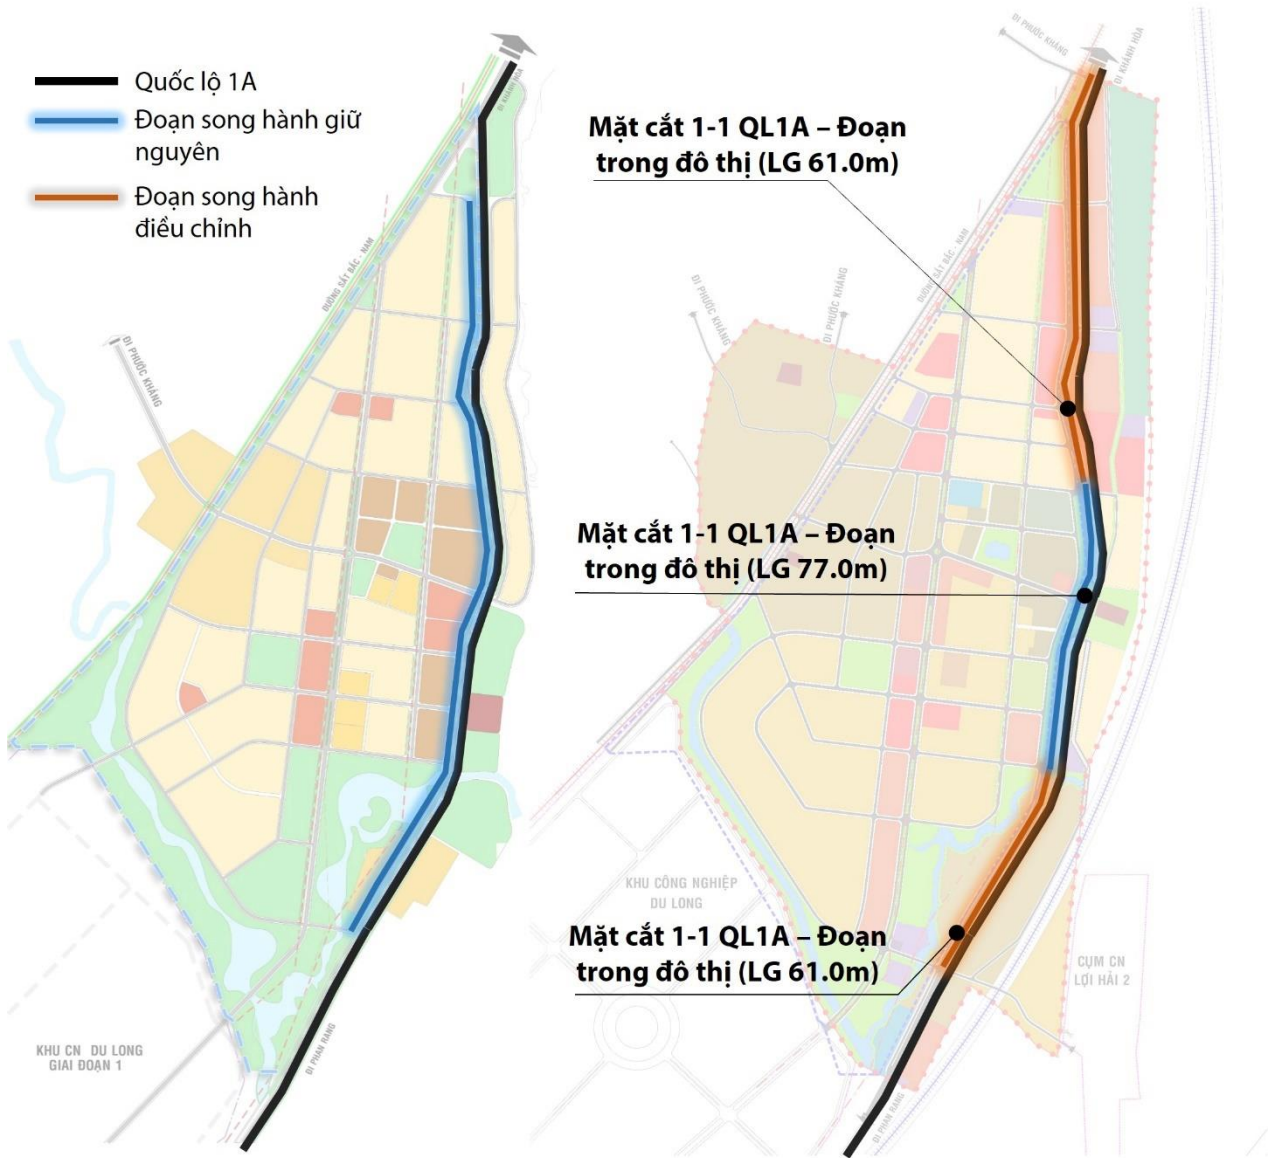 Quốc lộ 1A
Đoạn song hành giữ
nguyên
Đoạn song hành
điều chỉnh
ĐI KHÁNH HÒA
ĐƯỜNG SẮT BẮC - NAM
ĐI PHƯỚC KHÁNG
KHU CN DU LONG
GIAI ĐOẠN 1
ĐI PHAN RANG
ĐI PHƯỚC KHÁNG
ĐI KHÁNH HÒA
Mặt cắt 1-1 QL1A – Đoạn
trong đô thị (LG 61.0m)
ĐƯỜNG SẮT BẮC - NAM
ĐI PHƯỚC KHÁNG
ĐI PHƯỚC KHÁNG
Mặt cắt 1-1 QL1A – Đoạn
trong đô thị (LG 77.0m)
KHU CÔNG NGHIỆP
DU LONG
Mặt cắt 1-1 QL1A – Đoạn
trong đô thị (LG 61.0m)
CỤM CN
LỢI HẢI 2
ĐI PHAN RANG